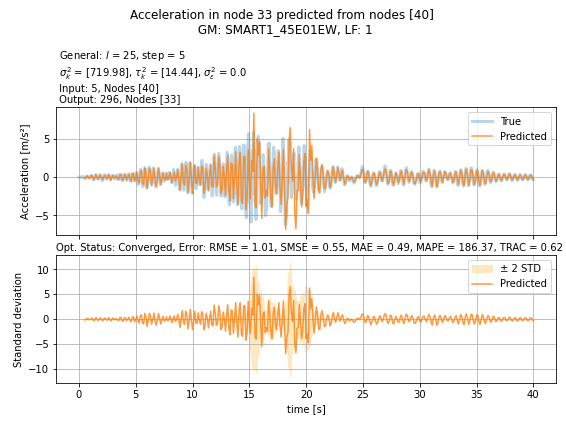 Acceleration in node 33 predicted from nodes [40]
GM: SMART1_45E01EW, LF: 1
General: l = 25, step = 5
σ²ₖ = [719.98], τ²ₖ = [14.44], σ²ε = 0.0
Input: 5, Nodes [40]
Output: 296, Nodes [33]
Acceleration [m/s²]
5
0
−5
True
Predicted
Opt. Status: Converged, Error: RMSE = 1.01, SMSE = 0.55, MAE = 0.49, MAPE = 186.37, TRAC = 0.62
Standard deviation
10
5
0
−5
−10
± 2 STD
Predicted
0 5 10 15 20 25 30 35 40
time [s]